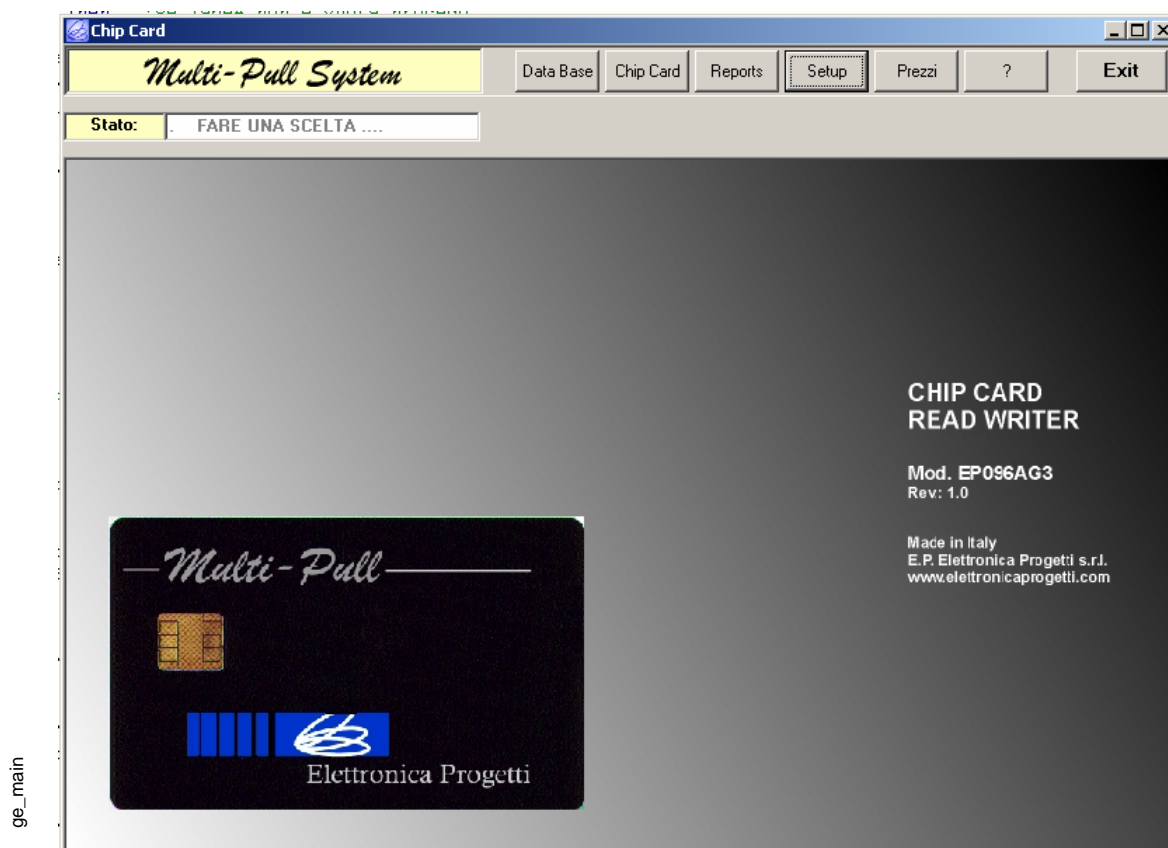 Chip Card
Multi-Pull System
Data Base Chip Card Reports Setup Prezzi ? Exit
Stato: . FARE UNA SCELTA ....
CHIP CARD
READ WRITER
Mod. EP096AG3
Rev: 1.0
Made in Italy
E.P. Elettronica Progetti s.r.l.
www.elettronicaprogetti.com
Multi-Pull
Elettronica Progetti
ge_main